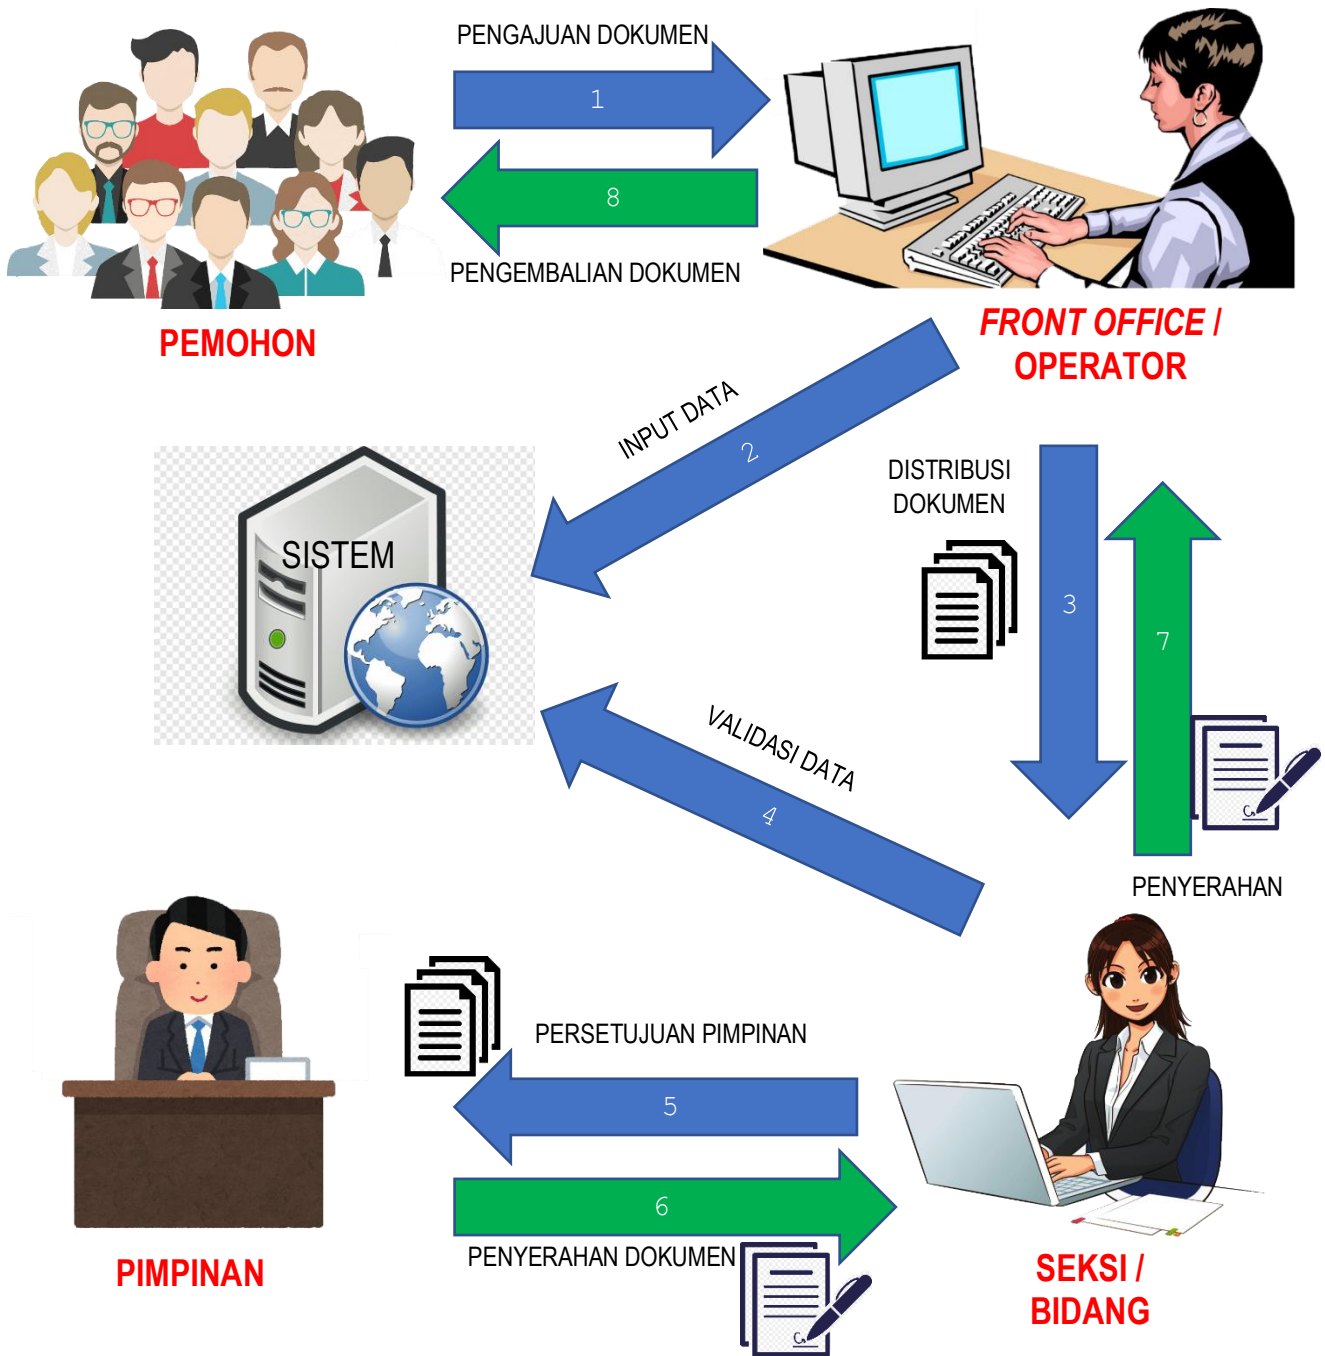 PENGAJUAN DOKUMEN
1
8
PENGEMBALIAN DOKUMEN
PEMOHON
FRONT OFFICE /
OPERATOR
INPUT DATA
2
SISTEM
DISTRIBUSI
DOKUMEN
3
7
VALIDASI DATA
4
PENYERAHAN
PERSETUJUAN PIMPINAN
5
6
PENYERAHAN DOKUMEN
PIMPINAN
SEKSI /
BIDANG